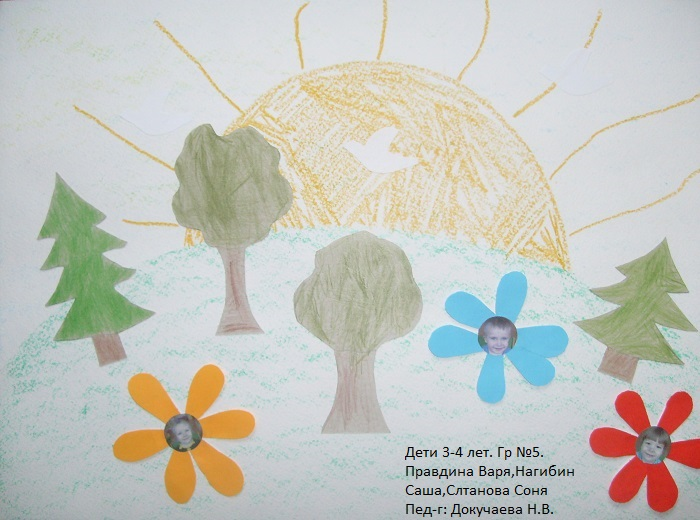 Дети 3-4 лет. Гр №5.
Правдина Варя,Нагибин
Саша,Слтанова Соня
Пед-г: Докучаева Н.В.